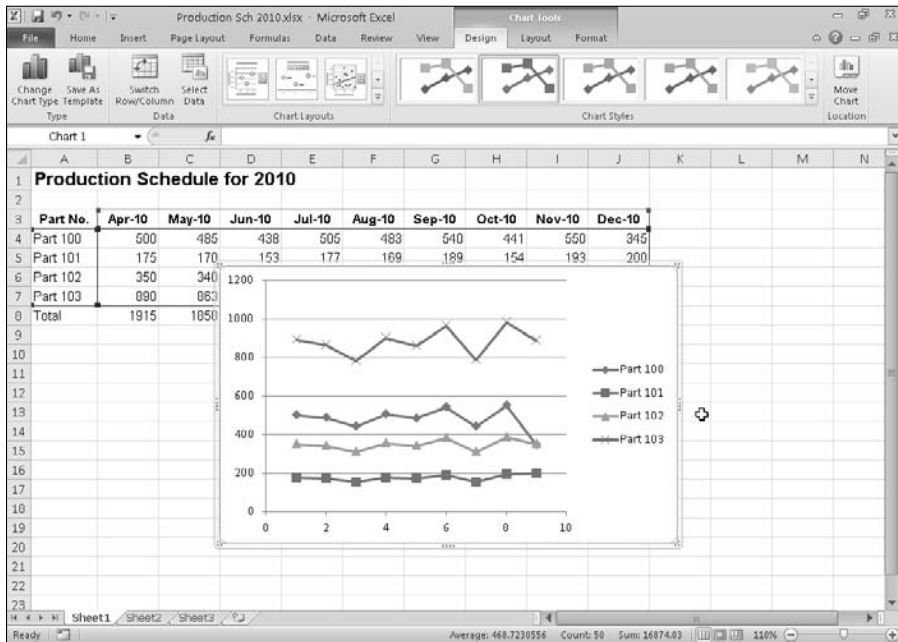 Production Sch 2010.xlsx - Microsoft Excel
Chart Tools
File Home Insert Page Layout Formulas Data Review View Design Layout Format
Change Chart Type
Save As Template
Switch Row/Column
Select Data
Move Chart
Type Data Chart Layouts Chart Styles Location
Chart 1 fx
A B C D E F G H I J K L M N
1 Production Schedule for 2010
2
3 Part No. Apr-10 May-10 Jun-10 Jul-10 Aug-10 Sep-10 Oct-10 Nov-10 Dec-10
4 Part 100 500 485 438 505 483 540 441 550 345
5 Part 101 175 170 153 177 169 189 154 193 200
6 Part 102 350 340
7 Part 103 890 863
8 Total 1915 1858
9
10
11
12
13
14
15
16
17
18
19
20
21
22
23
1200
1000
800
600
400
200
0
0 2 4 6 8 10
Part 100
Part 101
Part 102
Part 103
Sheet1 Sheet2 Sheet3
Ready Average: 468.7230556 Count: 50 Sum: 16874.03 110%